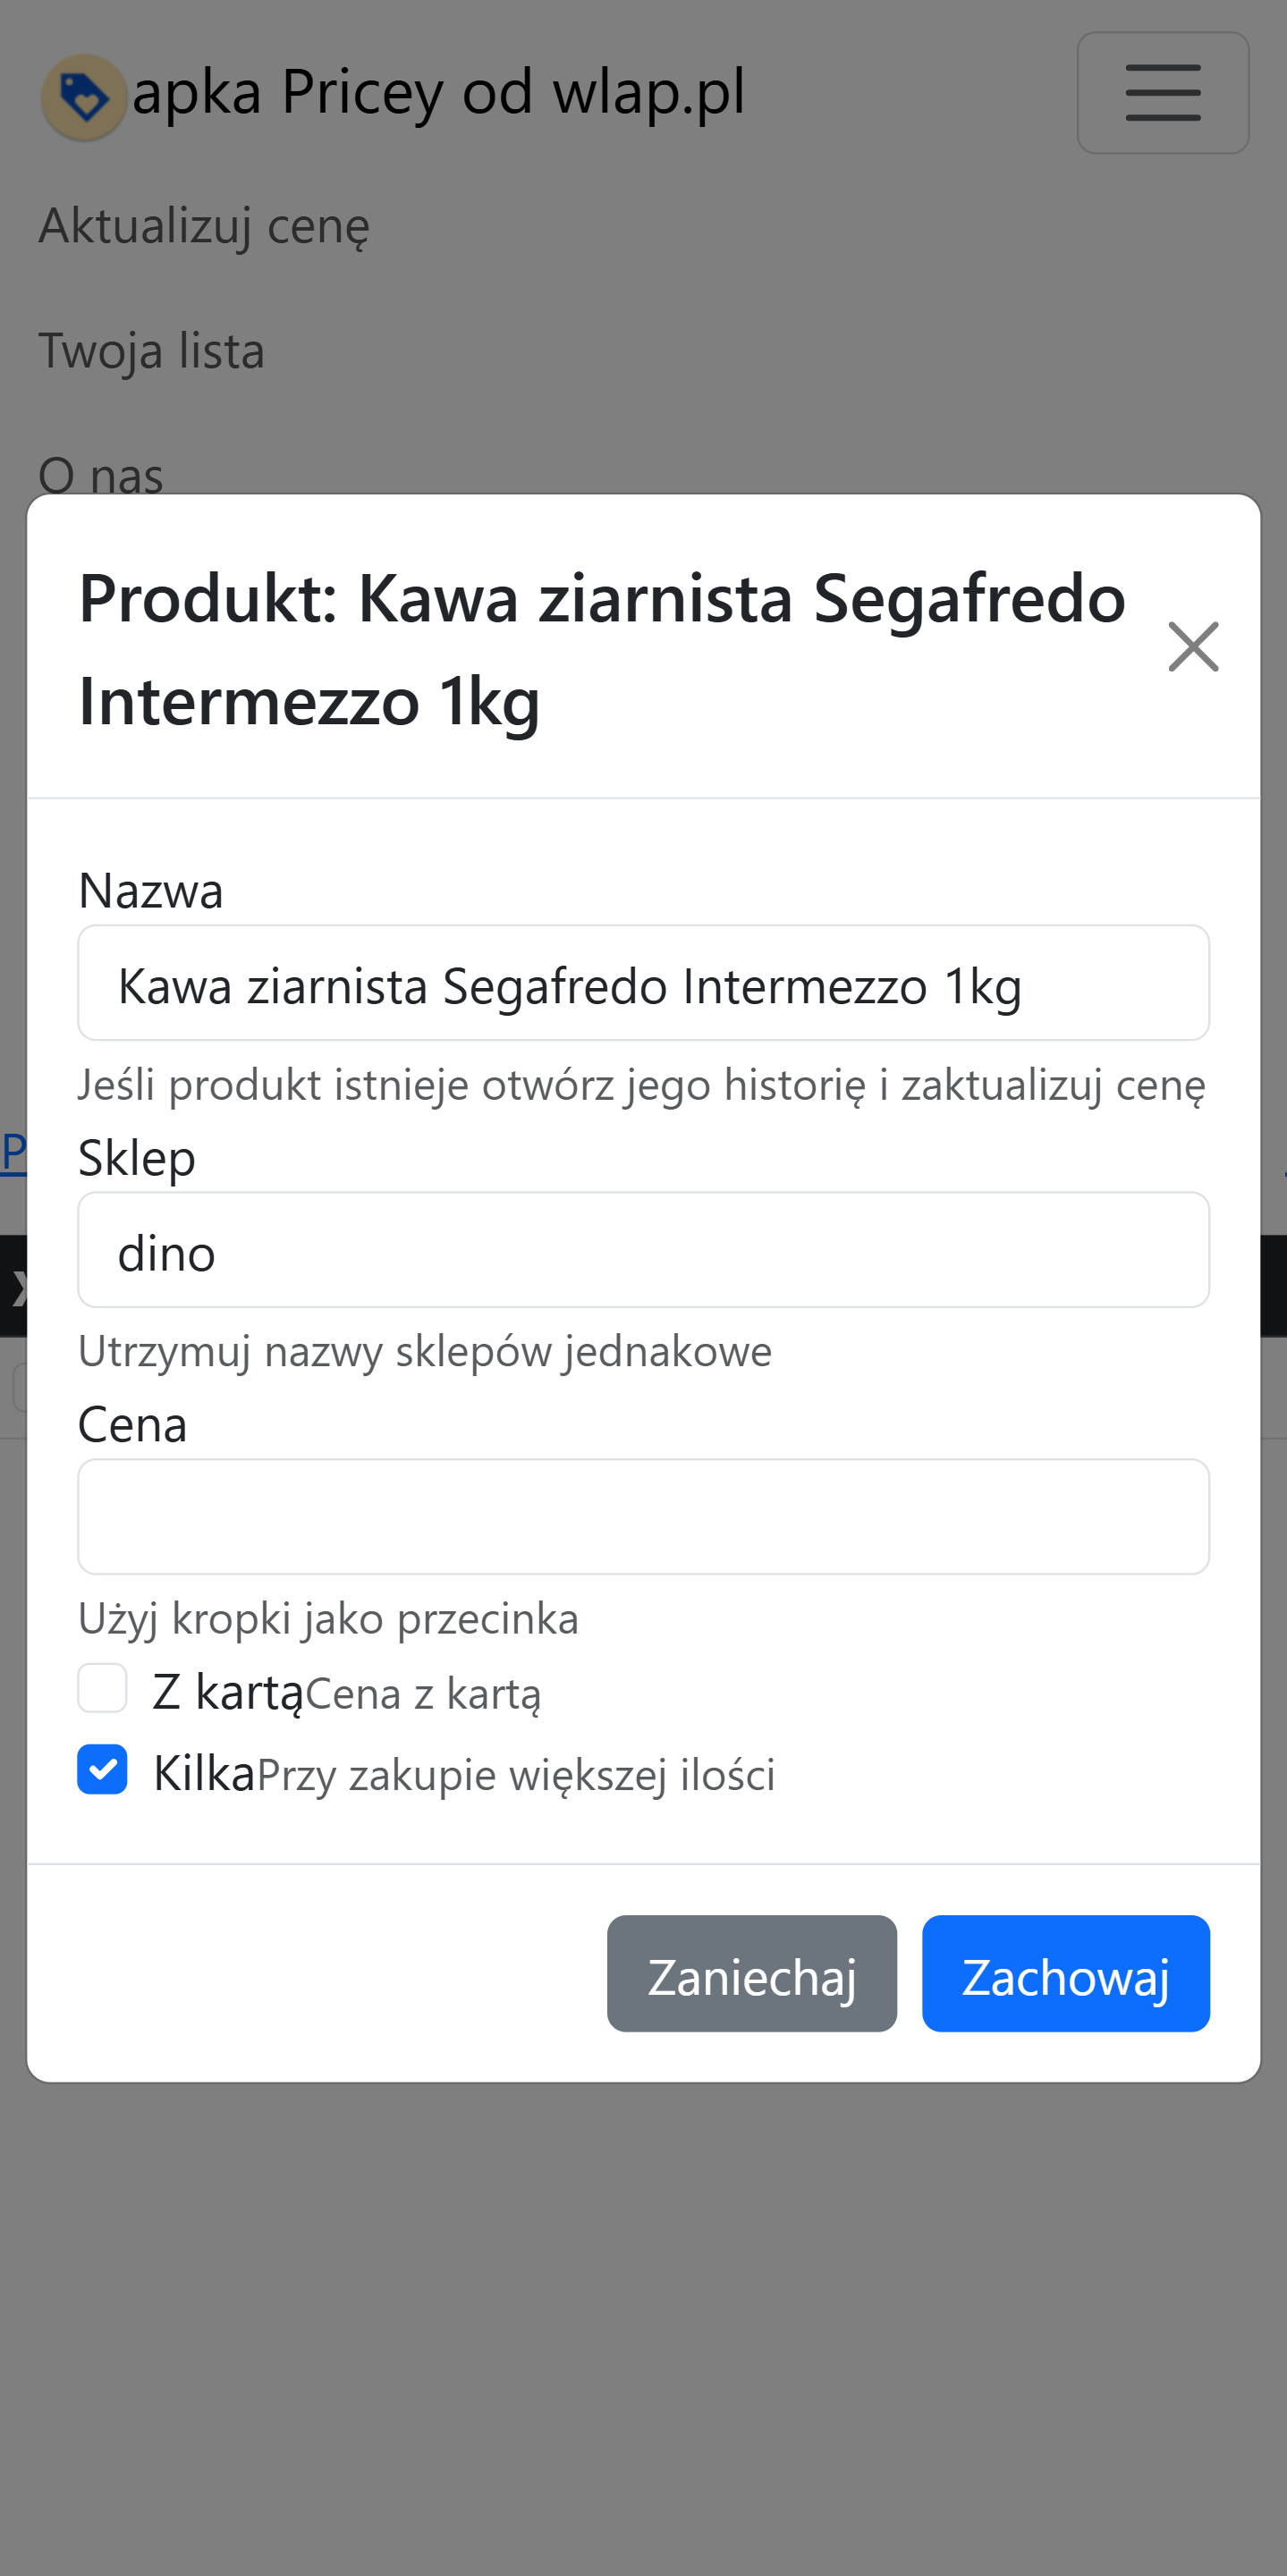 apka Pricey od wlap.pl
Aktualizuj cenę
Twoja lista
O nas
Produkt: Kawa ziarnista Segafredo
Intermezzo 1kg
Nazwa
Kawa ziarnista Segafredo Intermezzo 1kg
Jeśli produkt istnieje otwórz jego historię i zaktualizuj cenę
Sklep
dino
Utrzymuj nazwy sklepów jednakowe
Cena
Użyj kropki jako przecinka
Z kartąCena z kartą
KilkaPrzy zakupie większej ilości
Zaniechaj Zachowaj